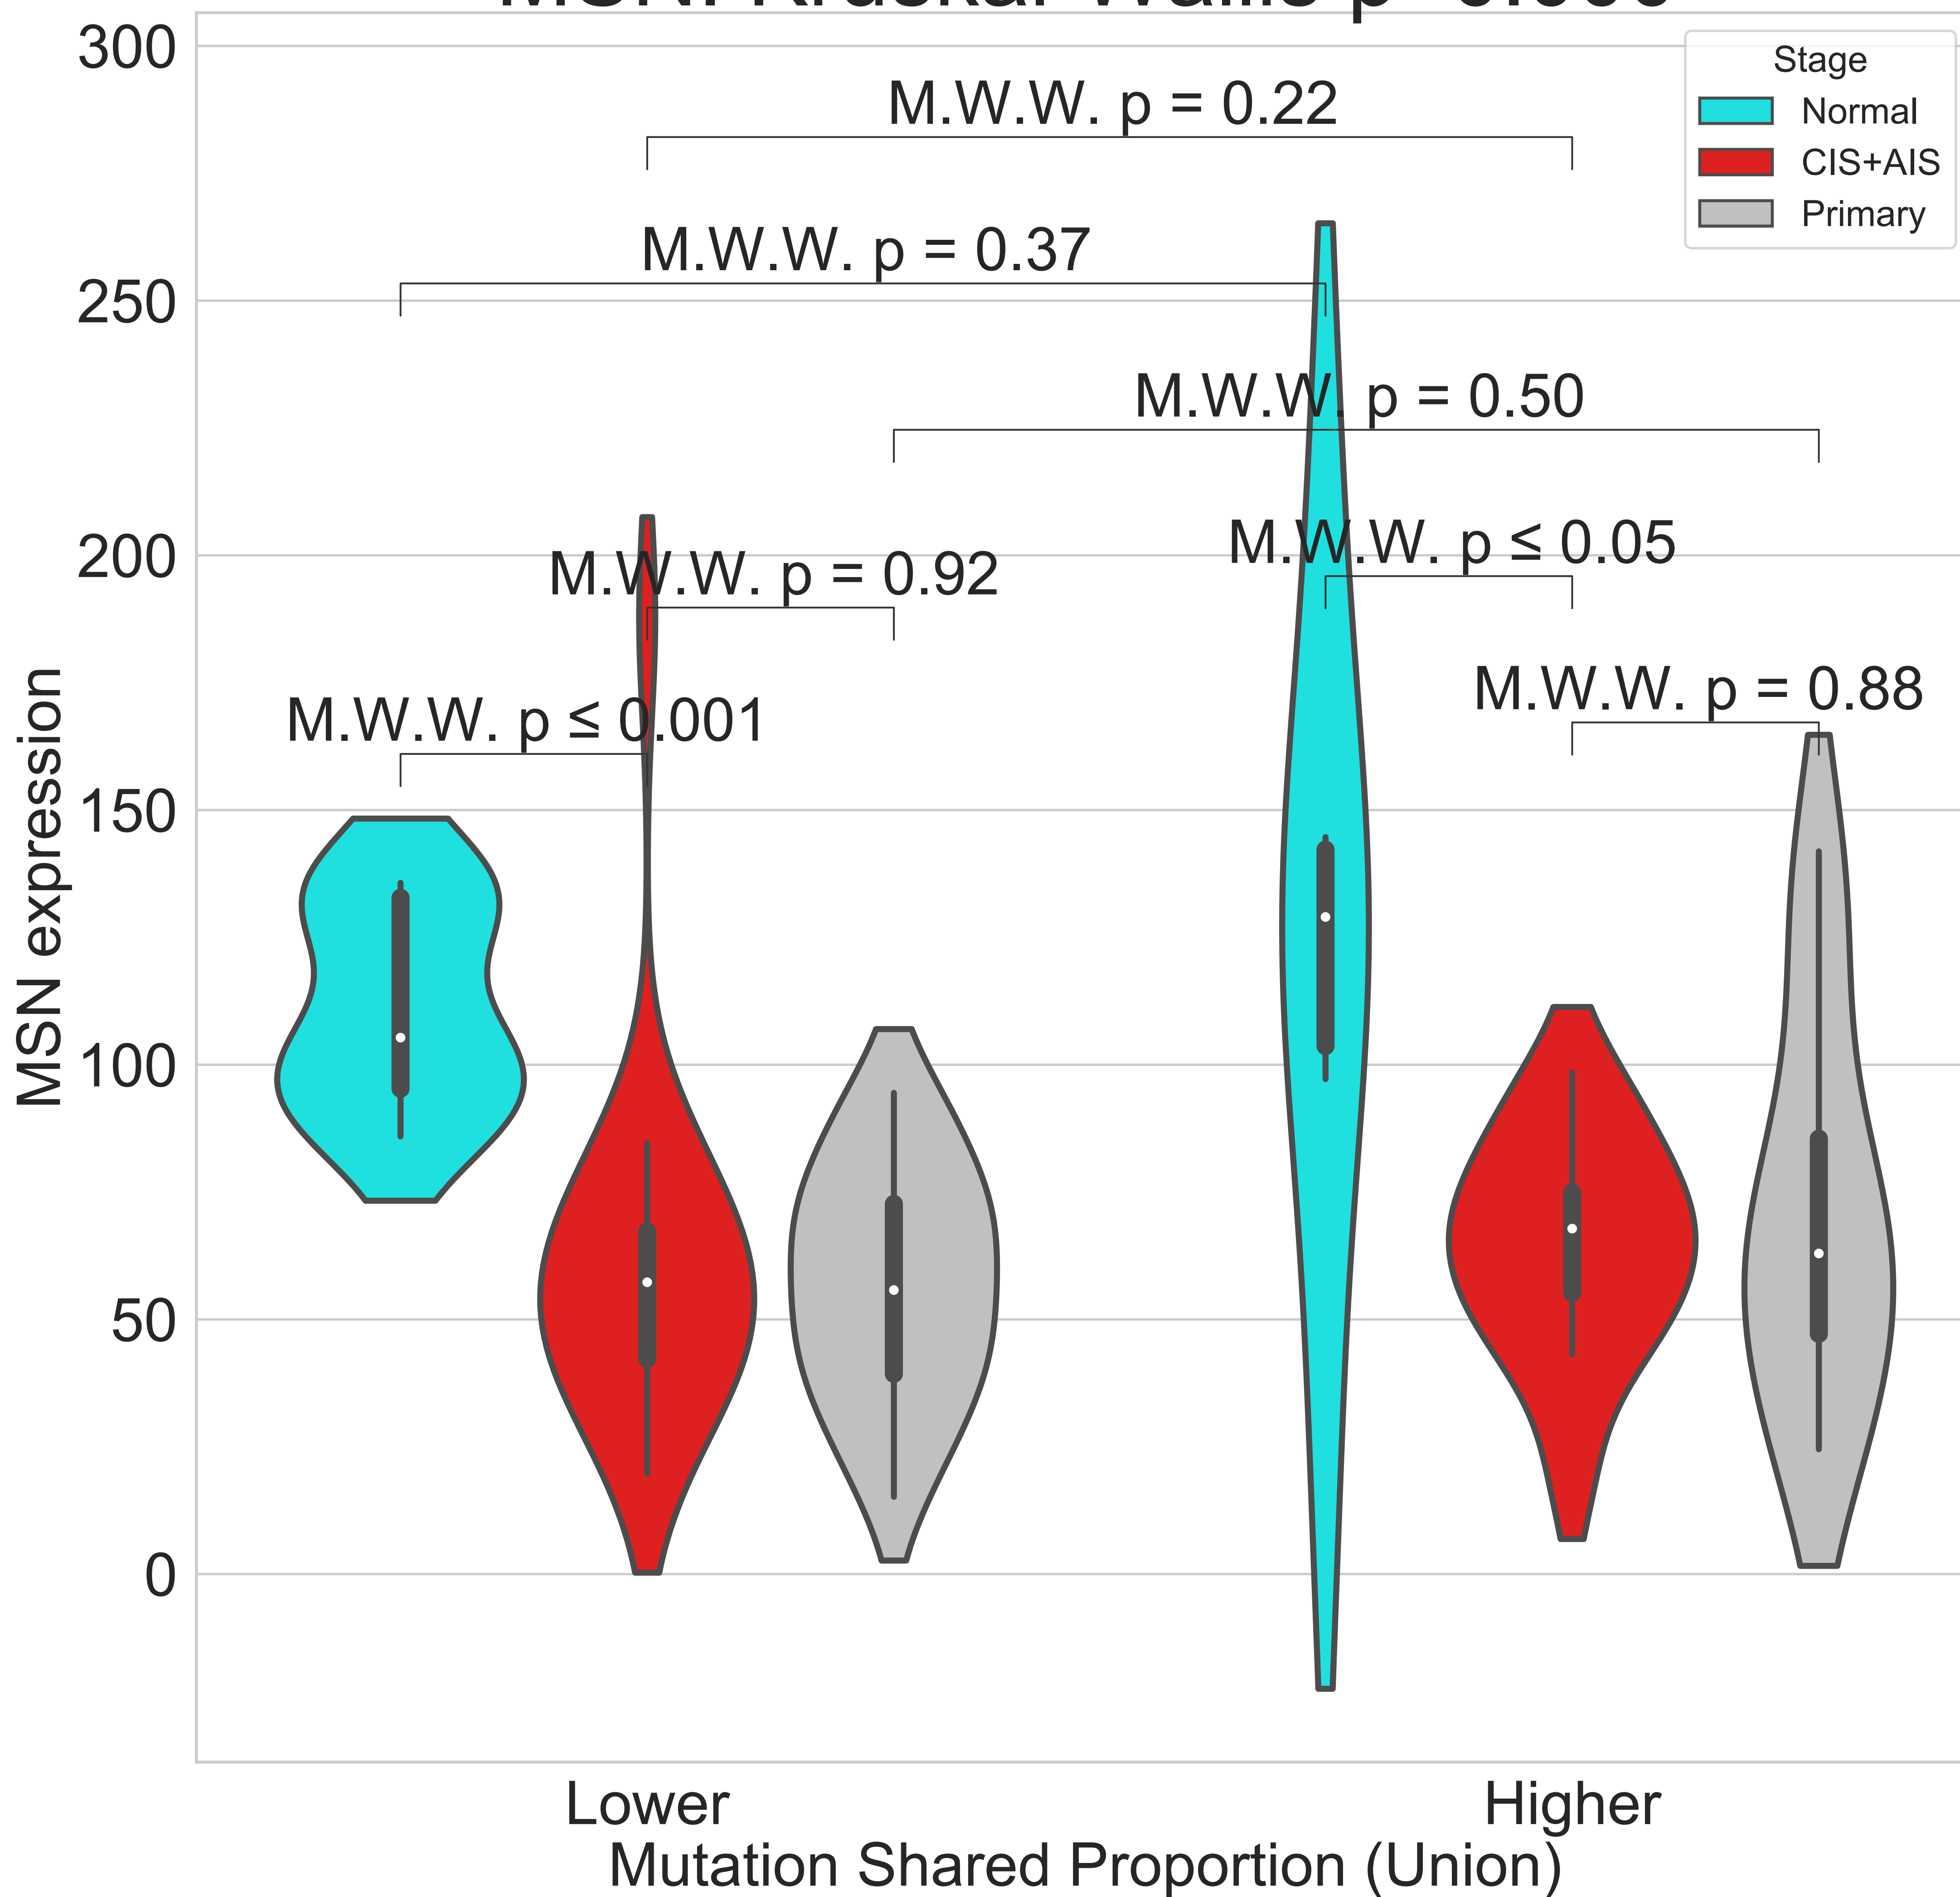 300
250
200
150
100
50
0
MSN expression
M.W.W. p = 0.22
M.W.W. p = 0.37
M.W.W. p = 0.50
M.W.W. p ≤ 0.05
M.W.W. p = 0.92
M.W.W. p = 0.88
M.W.W. p ≤ 0.001
Stage
Normal
CIS+AIS
Primary
Lower
Higher
Mutation Shared Proportion (Union)